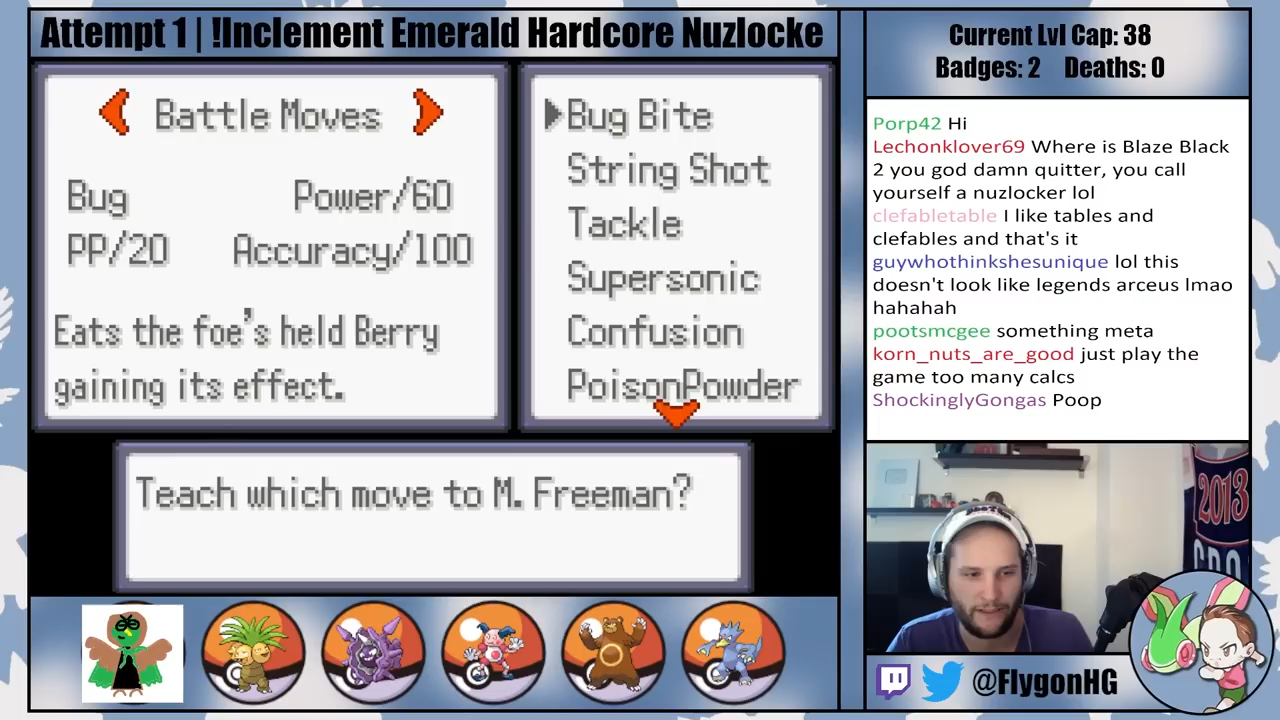 Attempt 1 | !Inclement Emerald Hardcore Nuzlocke
Battle Moves
Bug Power/60
PP/20 Accuracy/100
Eats the foe's held Berry
gaining its effect.
Bug Bite
String Shot
Tackle
Supersonic
Confusion
PoisonPowder
Teach which move to M. Freeman?
Current Lvl Cap: 38
Badges: 2 Deaths: 0
Porp42 Hi
Lechonklover69 Where is Blaze Black
2 you god damn quitter, you call
yourself a nuzlocker lol
clefabletable I like tables and
clefables and that's it
guywhothinkshesunique lol this
doesn't look like legends arceus lmao
hahahah
pootsmcgee something meta
korn_nuts_are_good just play the
game too many calcs
ShockinglyGongas Poop
2013
@FlygonHG